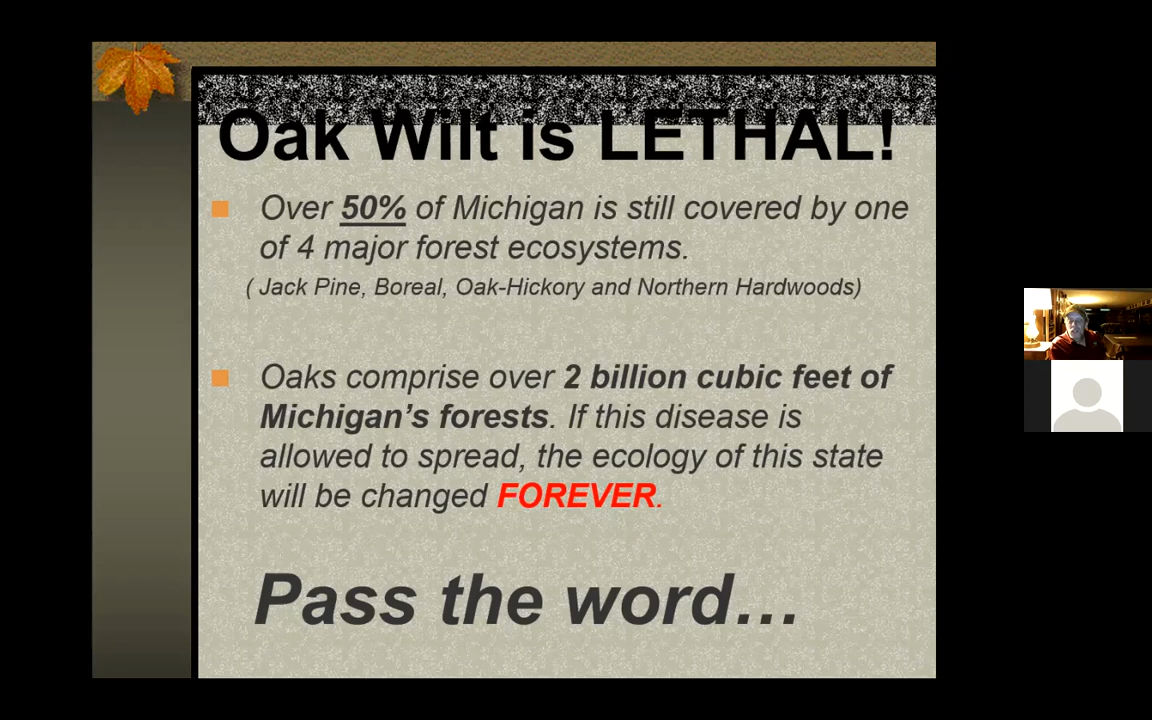 Oak Wilt is LETHAL!
Over 50% of Michigan is still covered by one
of 4 major forest ecosystems.
( Jack Pine, Boreal, Oak-Hickory and Northern Hardwoods)
Oaks comprise over 2 billion cubic feet of
Michigan’s forests. If this disease is
allowed to spread, the ecology of this state
will be changed FOREVER.
Pass the word…